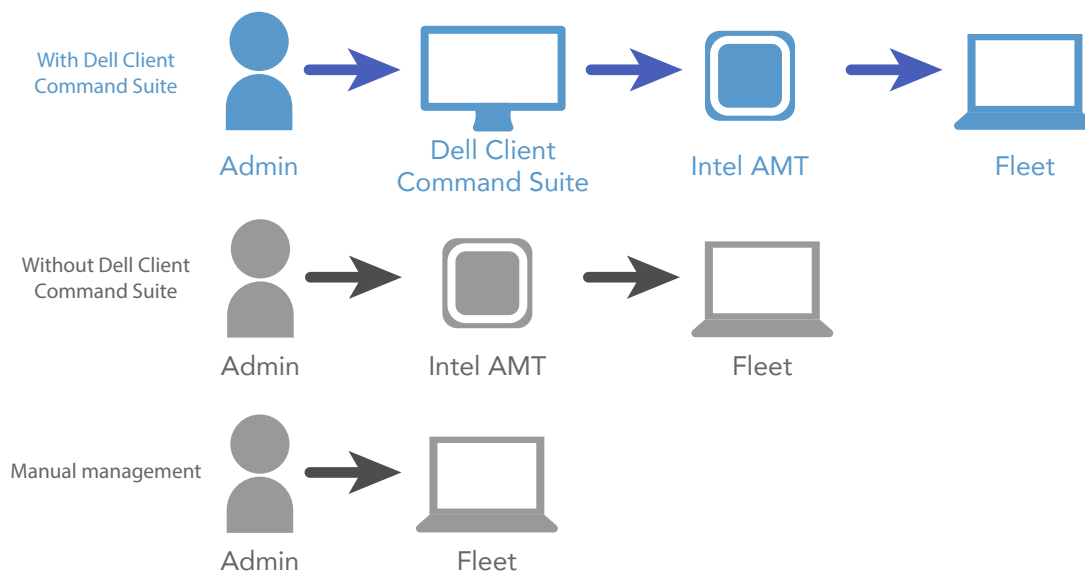 With Dell Client
Command Suite
Admin
Dell Client
Command Suite
Intel AMT
Fleet
Without Dell Client
Command Suite
Admin
Intel AMT
Fleet
Manual management
Admin
Fleet